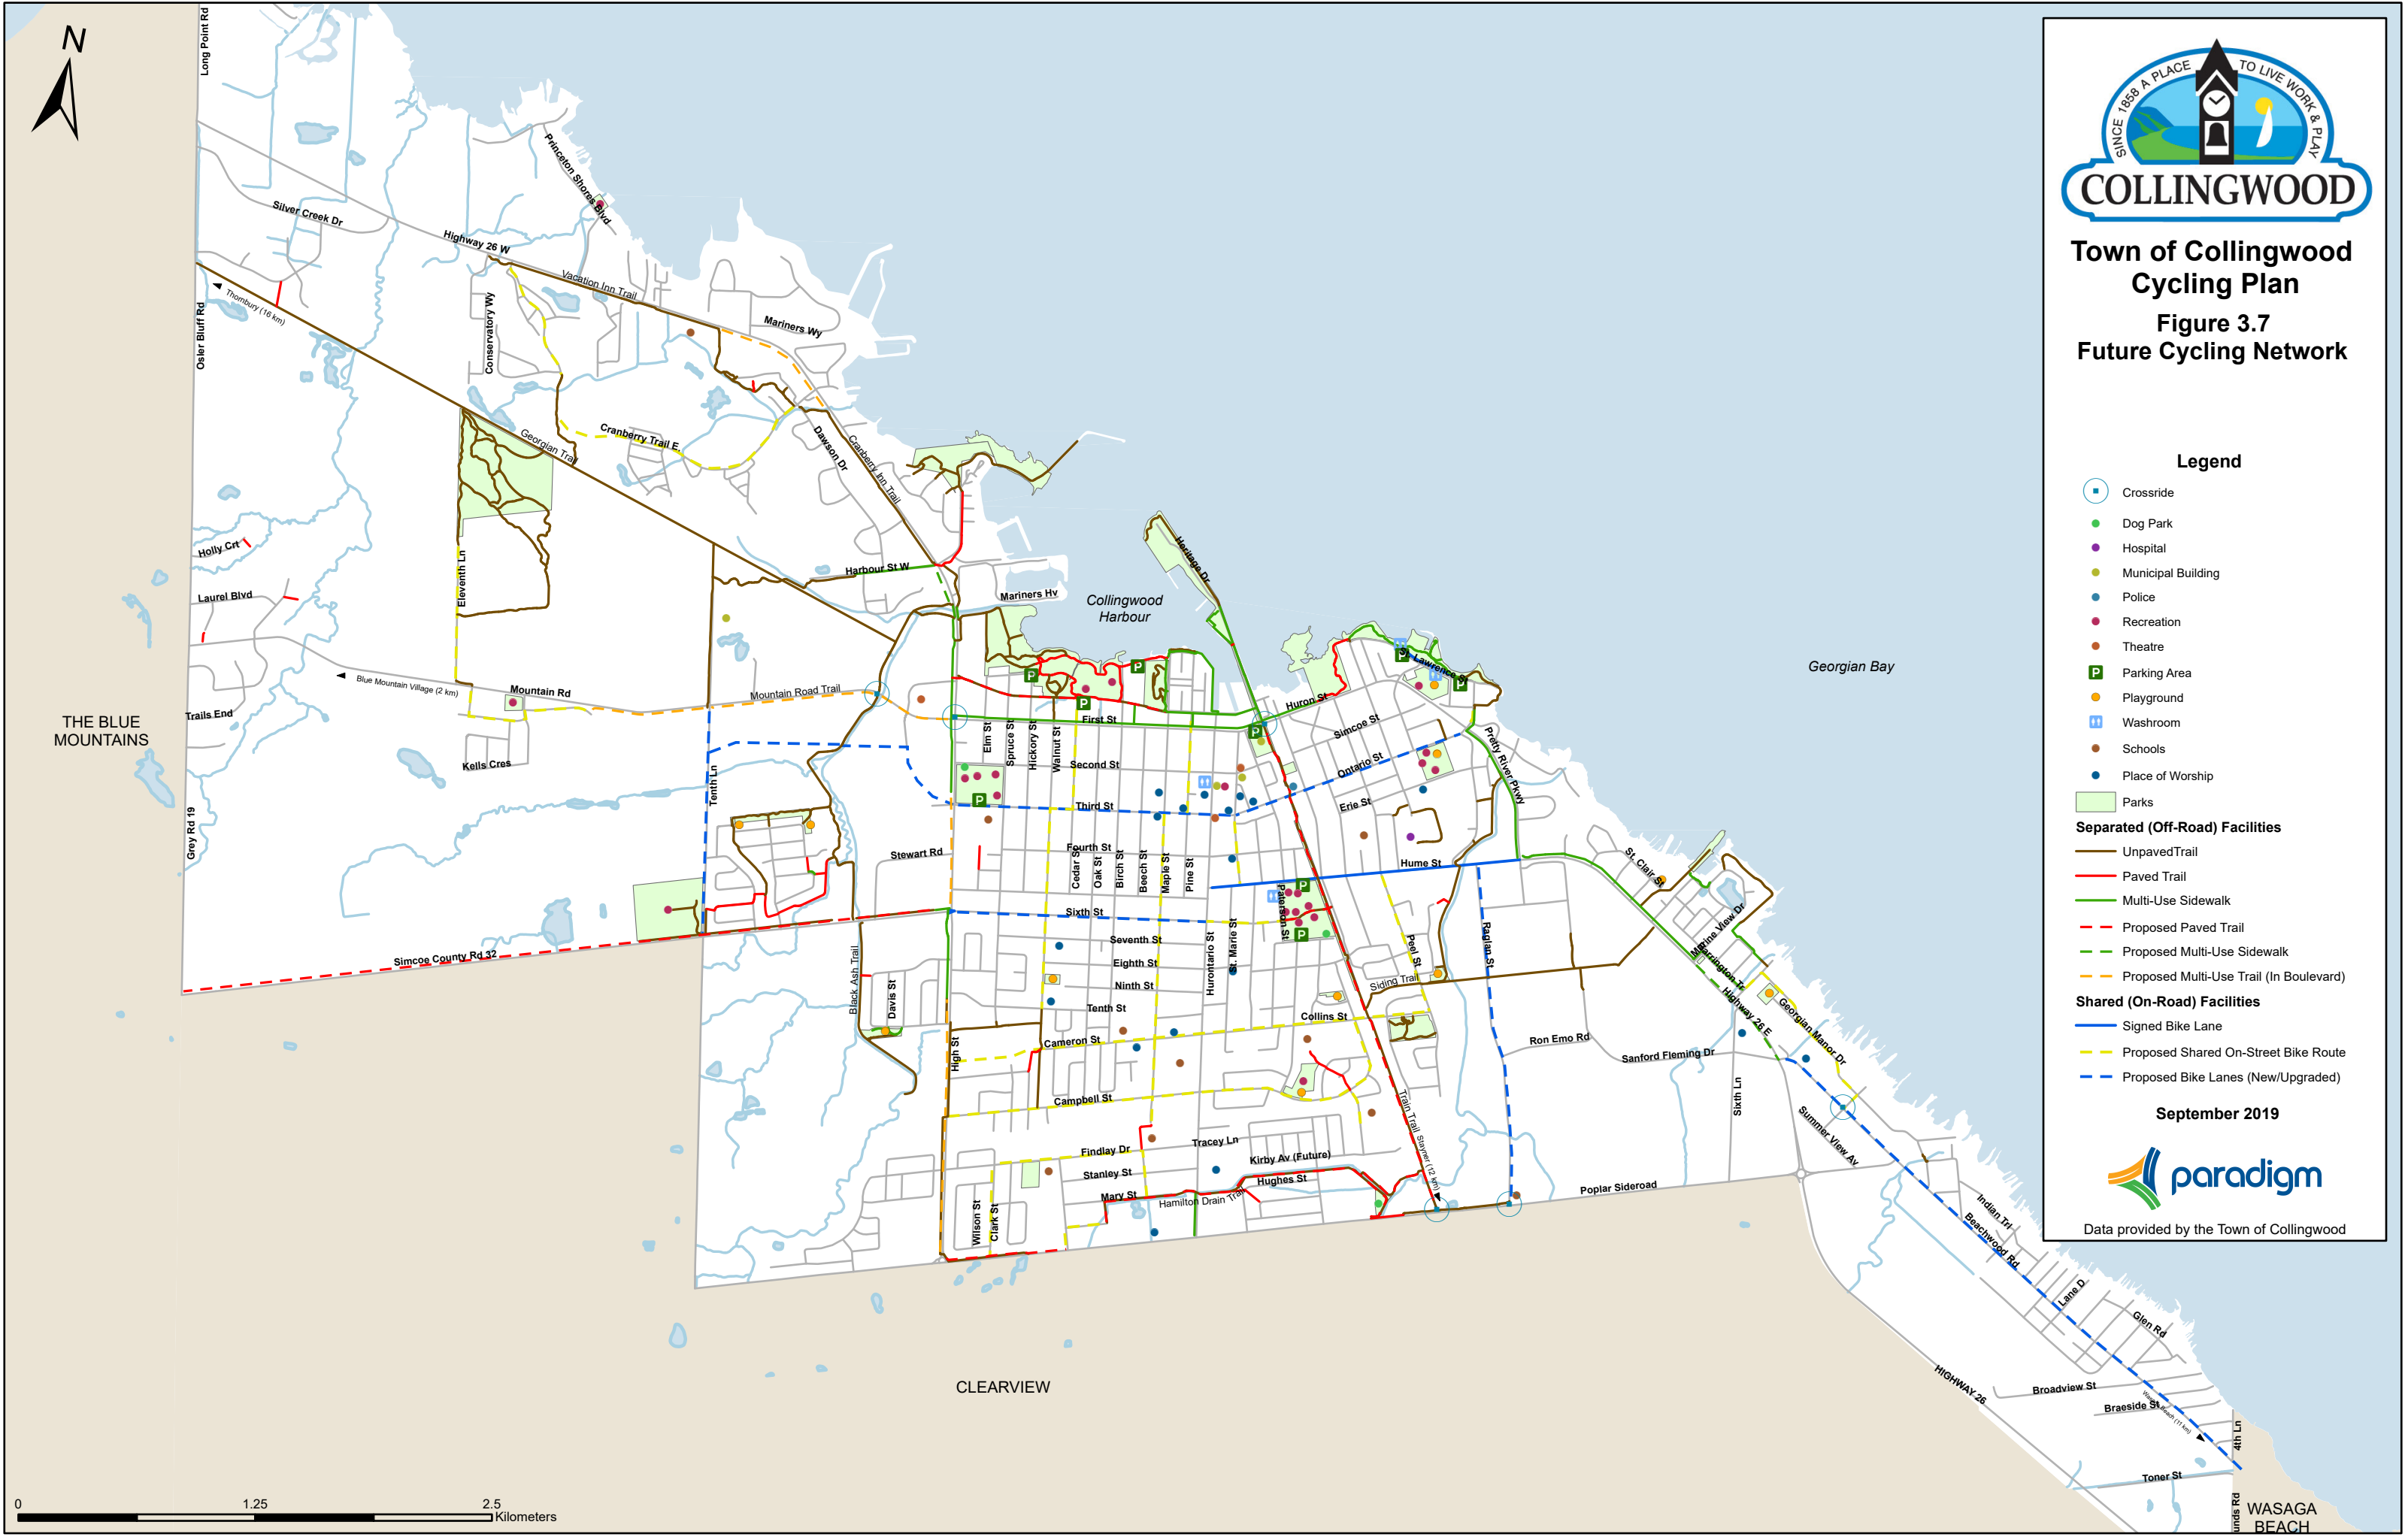 N
Long Point Rd
Princeton Shores Blvd
Silver Creek Dr
Highway 26 W
Vacation Inn Trail
Thornbury (16 km)
Osler Bluff Rd
Conservatory Wy
Mariners Wy
Georgian Trail
Cranberry Trail E.
Dawson Dr
Cranberry Inn Trail
Holly Crt
Eleventh Ln
Laurel Blvd
Harbour St W
Mariners Hv
Heritage Dr
Collingwood
Harbour
Georgian Bay
Blue Mountain Village (2 km)
Mountain Rd
Mountain Road Trail
THE BLUE
MOUNTAINS
Trails End
Kells Cres
Grey Rd 19
Tenth Ln
First St
Huron St
St. Lawrence St
Simcoe St
Ontario St
Erie St
Pretty River Pkwy
Elm St
Spruce St
Hickory St
Walnut St
Second St
Third St
Fourth St
Stewart Rd
Cedar St
Oak St
Birch St
Beech St
Maple St
Pine St
Hume St
St. Clair St
Sixth St
Paterson St
Simcoe County Rd 32
Seventh St
Eighth St
Ninth St
Tenth St
Hurontario St
St. Marie St
Peel St
Raglan St
Siding Trail
Marine View Dr
Barrington Tr
Highway 26 E
Georgian Manor Dr
Black Ash Trail
Davis St
High St
Collins St
Cameron St
Campbell St
Ron Emo Rd
Sanford Fleming Dr
Sixth Ln
Summer View Av
Train Trail
Stayner (12 km)
Findlay Dr
Tracey Ln
Kirby Av (Future)
Stanley St
Hughes St
Mary St
Hamilton Drain Trail
Wilson St
Clark St
Poplar Sideroad
Indian Trl
Beachwood Rd
Lane D
Glen Rd
HIGHWAY 26
Broadview St
Braeside St
Wasaga Beach (11 km)
4th Ln
Toner St
unds Rd
CLEARVIEW
WASAGA
BEACH
0 1.25 2.5
Kilometers
P
P
P
P
P
P
P
P
P
P
SINCE 1858 A PLACE TO LIVE WORK & PLAY
COLLINGWOOD
Town of Collingwood
Cycling Plan
Figure 3.7
Future Cycling Network
Legend
Crossride
Dog Park
Hospital
Municipal Building
Police
Recreation
Theatre
P Parking Area
Playground
Washroom
Schools
Place of Worship
Parks
Separated (Off-Road) Facilities
UnpavedTrail
Paved Trail
Multi-Use Sidewalk
Proposed Paved Trail
Proposed Multi-Use Sidewalk
Proposed Multi-Use Trail (In Boulevard)
Shared (On-Road) Facilities
Signed Bike Lane
Proposed Shared On-Street Bike Route
Proposed Bike Lanes (New/Upgraded)
September 2019
paradigm
Data provided by the Town of Collingwood